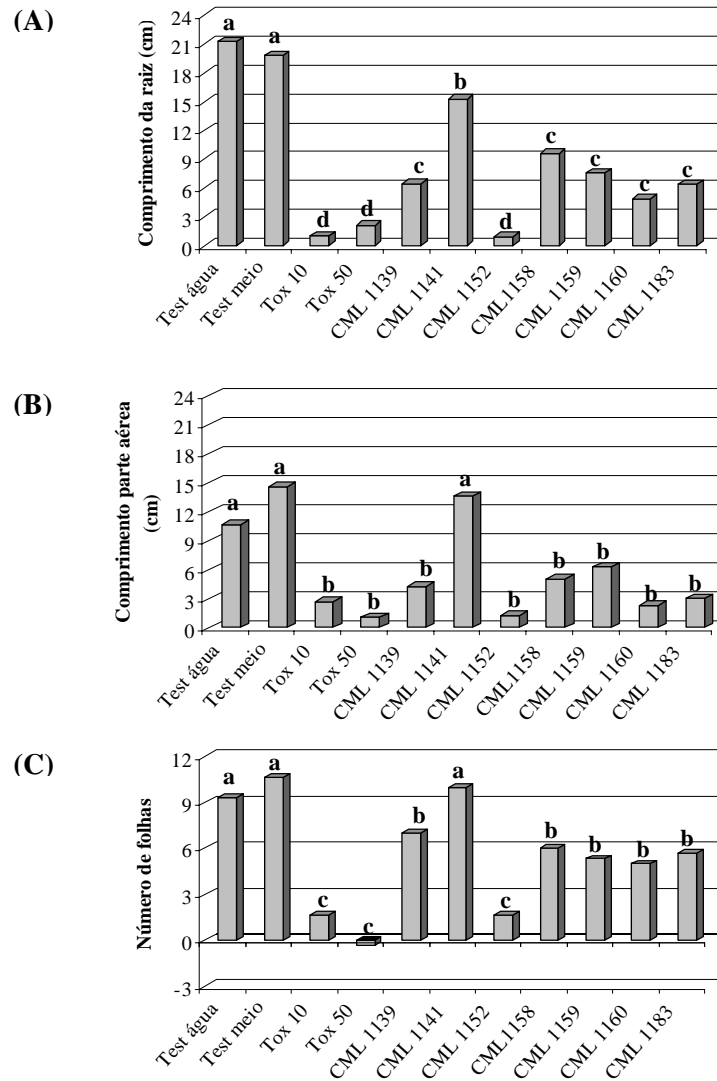 (A)
Comprimento da raiz (cm)
24
21
18
15
12
9
6
3
0
a
a
d
d
c
b
d
c
c
c
c
Test água
Test meio
Tox 10
Tox 50
CML 1139
CML 1141
CML 1152
CML1158
CML 1159
CML 1160
CML 1183
(B)
Comprimento parte aérea
(cm)
24
21
18
15
12
9
6
3
0
a
a
b
b
b
a
b
b
b
b
b
Test água
Test meio
Tox 10
Tox 50
CML 1139
CML 1141
CML 1152
CML1158
CML 1159
CML 1160
CML 1183
(C)
Número de folhas
12
9
6
3
0
-3
a
a
c
c
b
a
c
b
b
b
b
Test água
Test meio
Tox 10
Tox 50
CML 1139
CML 1141
CML 1152
CML1158
CML 1159
CML 1160
CML 1183